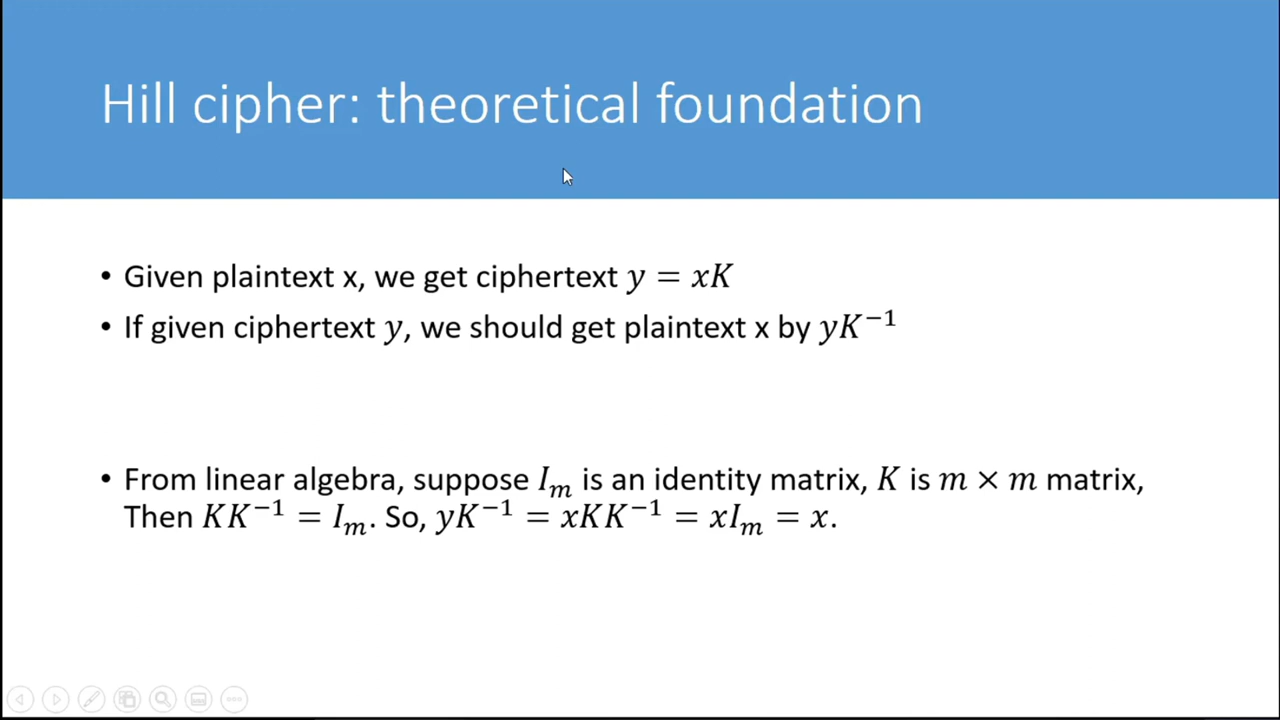 Hill cipher: theoretical foundation
• Given plaintext x, we get ciphertext y = xK
• If given ciphertext y, we should get plaintext x by yK⁻¹
• From linear algebra, suppose Iₘ is an identity matrix, K is m × m matrix,
Then KK⁻¹ = Iₘ. So, yK⁻¹ = xKK⁻¹ = xIₘ = x.